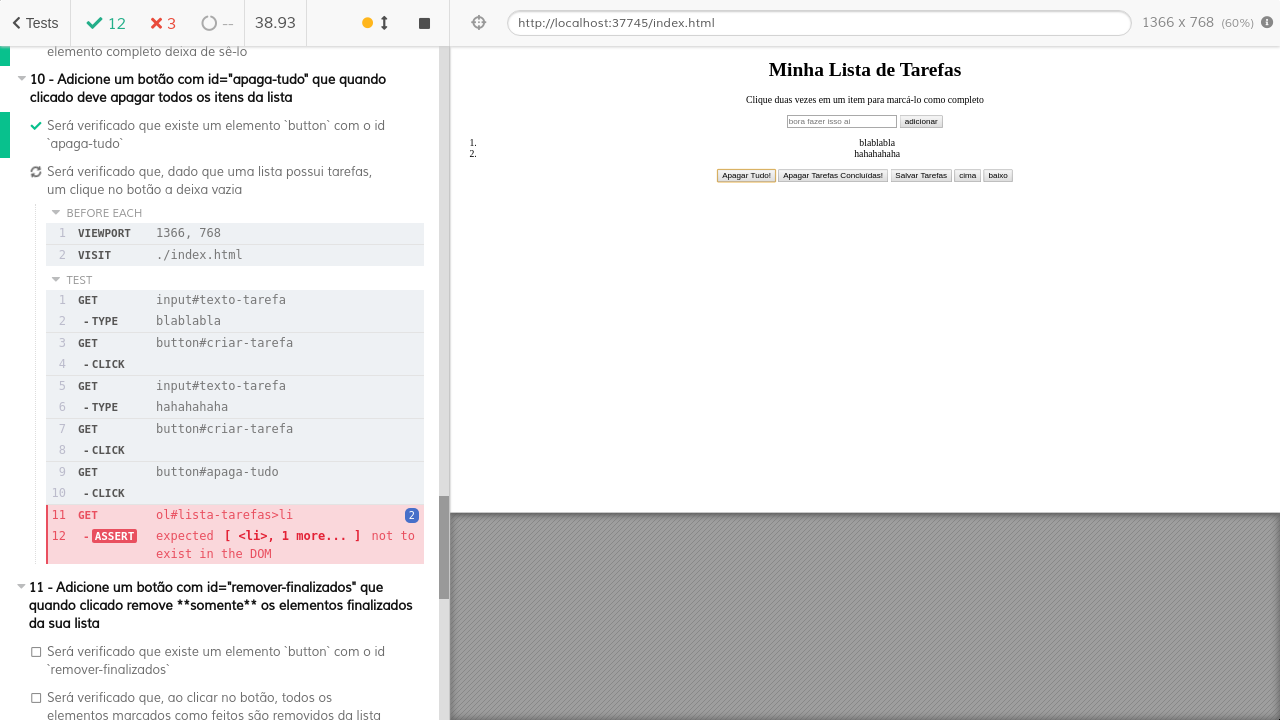 Tests
12
3
--
38.93
elemento completo deixa de sê-lo
10 - Adicione um botão com id="apaga-tudo" que quando
clicado deve apagar todos os itens da lista
Será verificado que existe um elemento `button` com o id
`apaga-tudo`
Será verificado que, dado que uma lista possui tarefas,
um clique no botão a deixa vazia
BEFORE EACH
1 VIEWPORT 1366, 768
2 VISIT ./index.html
TEST
1 GET input#texto-tarefa
2 -TYPE blablabla
3 GET button#criar-tarefa
4 -CLICK
5 GET input#texto-tarefa
6 -TYPE hahahahaha
7 GET button#criar-tarefa
8 -CLICK
9 GET button#apaga-tudo
10 -CLICK
11 GET ol#lista-tarefas>li 2
12 -ASSERT expected [ <li>, 1 more... ] not to
exist in the DOM
11 - Adicione um botão com id="remover-finalizados" que
quando clicado remove **somente** os elementos finalizados
da sua lista
Será verificado que existe um elemento `button` com o id
`remover-finalizados`
Será verificado que, ao clicar no botão, todos os
elementos marcados como feitos são removidos da lista
http://localhost:37745/index.html
1366 x 768 (60%)
Minha Lista de Tarefas
Clique duas vezes em um item para marcá-lo como completo
bora fazer isso aí adicionar
1. blablabla
2. hahahahaha
Apagar Tudo! Apagar Tarefas Concluídas! Salvar Tarefas cima baixo